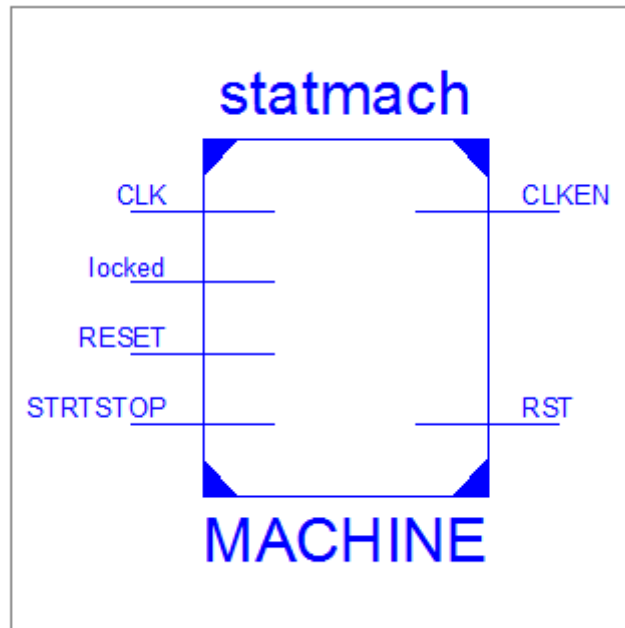 statmach
CLK
CLKEN
locked
RESET
STRTSTOP
RST
MACHINE